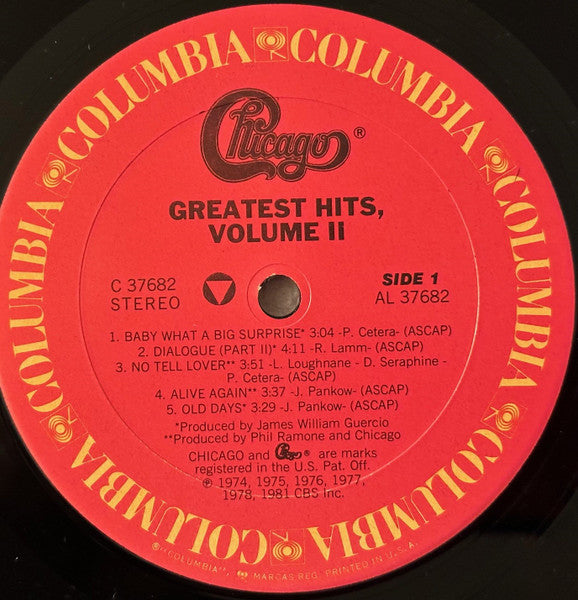 COLUMBIA COLUMBIA COLUMBIA COLUMBIA COLUMBIA COLUMBIA
Chicago®
GREATEST HITS,
VOLUME II
C 37682 SIDE 1
STEREO AL 37682
1. BABY WHAT A BIG SURPRISE* 3:04 -P. Cetera- (ASCAP)
2. DIALOGUE (PART II)* 4:11 -R. Lamm- (ASCAP)
3. NO TELL LOVER** 3:51 -L. Loughnane - D. Seraphine -
P. Cetera- (ASCAP)
4. ALIVE AGAIN** 3:37 -J. Pankow- (ASCAP)
5. OLD DAYS* 3:29 -J. Pankow- (ASCAP)
*Produced by James William Guercio
**Produced by Phil Ramone and Chicago
CHICAGO and Chicago® are marks
registered in the U.S. Pat. Off.
℗ 1974, 1975, 1976, 1977,
1978, 1981 CBS Inc.
®"COLUMBIA", MARCAS REG. PRINTED IN U.S.A.